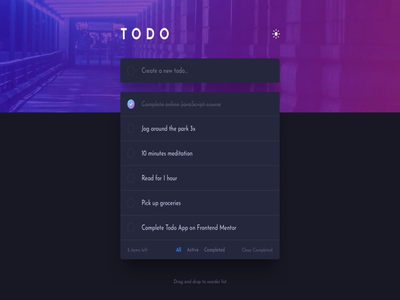 TODO
Create a new todo...
Complete online JavaScript course
Jog around the park 3x
10 minutes meditation
Read for 1 hour
Pick up groceries
Complete Todo App on Frontend Mentor
5 items left
All Active Completed
Clear Completed
Drag and drop to reorder list